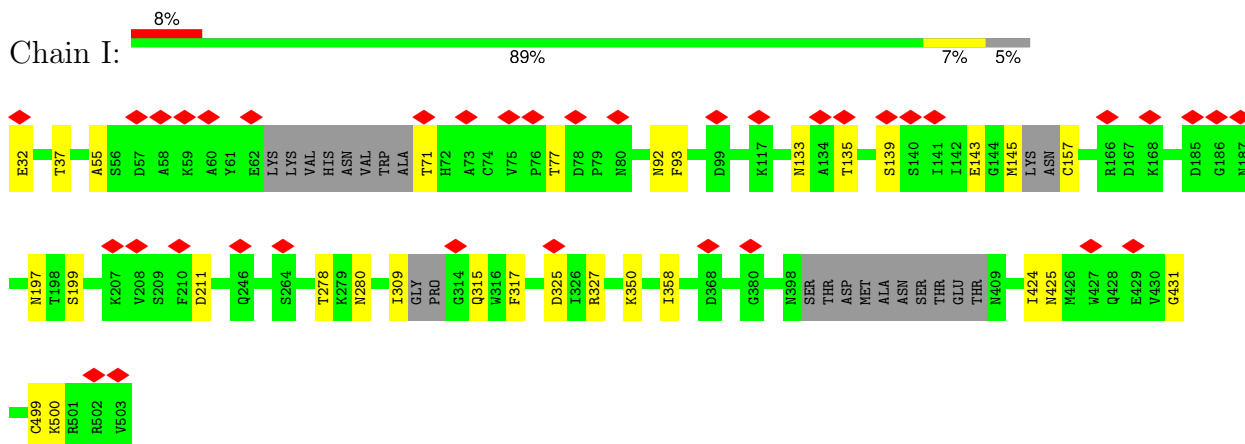 8%
Chain I:
89% 7% 5%
E32 T37 A55 S56 D57 A58 K59 A60 Y61 E62 LYS LYS VAL HIS ASN VAL TRP ALA T71 H72 A73 C74 V75 P76 T77 D78 P79 N80 N92 F93 D99 K117 N133 A134 T135 S139 S140 I141 I142 E143 G144 M145 LYS ASN C157 R166 D167 K168 D185 G186 N187
N197 T198 S199 K207 V208 S209 F210 D211 Q246 S264 T278 K279 N280 I309 GLY PRO G314 Q315 W316 F317 D325 I326 R327 K350 I358 D368 G380 N398 SER THR ASP MET ALA ASN SER THR GLU THR N409 I424 N425 M426 W427 Q428 E429 V430 G431
C499 K500 R501 R502 V503